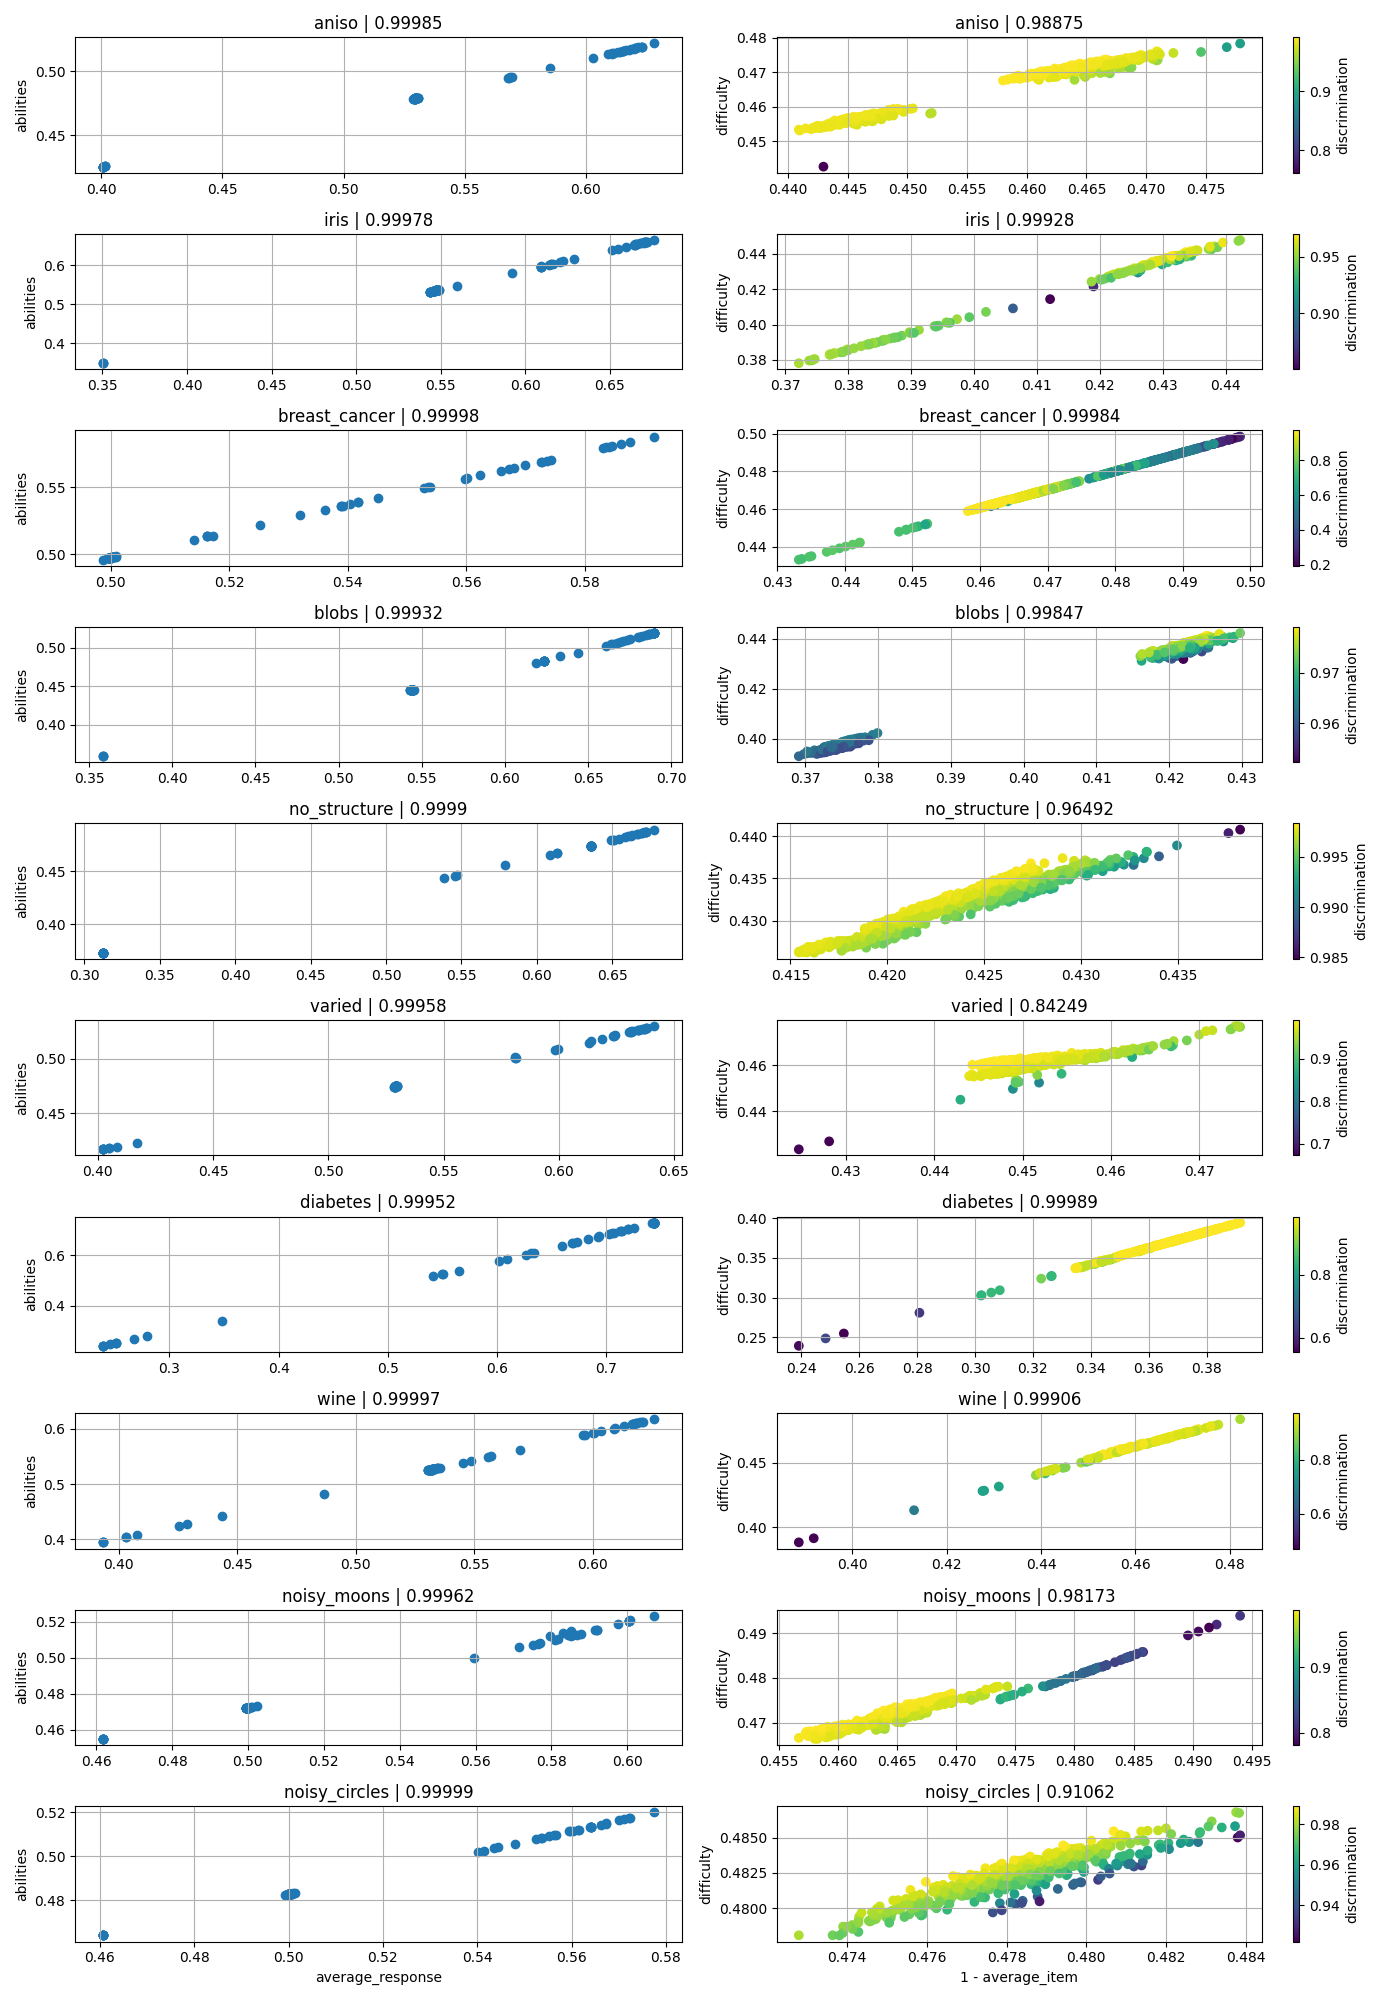 aniso | 0.99985
abilities
0.50
0.45
0.40 0.45 0.50 0.55 0.60
aniso | 0.98875
difficulty
0.48
0.47
0.46
0.45
0.440 0.445 0.450 0.455 0.460 0.465 0.470 0.475
0.9
0.8
discrimination
iris | 0.99978
abilities
0.6
0.5
0.4
0.35 0.40 0.45 0.50 0.55 0.60 0.65
iris | 0.99928
difficulty
0.44
0.42
0.40
0.38
0.37 0.38 0.39 0.40 0.41 0.42 0.43 0.44
0.95
0.90
discrimination
breast_cancer | 0.99998
abilities
0.55
0.50
0.50 0.52 0.54 0.56 0.58
breast_cancer | 0.99984
difficulty
0.50
0.48
0.46
0.44
0.43 0.44 0.45 0.46 0.47 0.48 0.49 0.50
0.8
0.6
0.4
0.2
discrimination
blobs | 0.99932
abilities
0.50
0.45
0.40
0.35 0.40 0.45 0.50 0.55 0.60 0.65 0.70
blobs | 0.99847
difficulty
0.44
0.42
0.40
0.37 0.38 0.39 0.40 0.41 0.42 0.43
0.97
0.96
discrimination
no_structure | 0.9999
abilities
0.45
0.40
0.30 0.35 0.40 0.45 0.50 0.55 0.60 0.65
no_structure | 0.96492
difficulty
0.440
0.435
0.430
0.415 0.420 0.425 0.430 0.435
0.995
0.990
0.985
discrimination
varied | 0.99958
abilities
0.50
0.45
0.40 0.45 0.50 0.55 0.60 0.65
varied | 0.84249
difficulty
0.46
0.44
0.43 0.44 0.45 0.46 0.47
0.9
0.8
0.7
discrimination
diabetes | 0.99952
abilities
0.6
0.4
0.3 0.4 0.5 0.6 0.7
diabetes | 0.99989
difficulty
0.40
0.35
0.30
0.25
0.24 0.26 0.28 0.30 0.32 0.34 0.36 0.38
0.8
0.6
discrimination
wine | 0.99997
abilities
0.6
0.5
0.4
0.40 0.45 0.50 0.55 0.60
wine | 0.99906
difficulty
0.45
0.40
0.40 0.42 0.44 0.46 0.48
0.8
0.6
discrimination
noisy_moons | 0.99962
abilities
0.52
0.50
0.48
0.46
0.46 0.48 0.50 0.52 0.54 0.56 0.58 0.60
noisy_moons | 0.98173
difficulty
0.49
0.48
0.47
0.455 0.460 0.465 0.470 0.475 0.480 0.485 0.490 0.495
0.9
0.8
discrimination
noisy_circles | 0.99999
abilities
0.52
0.50
0.48
0.46 0.48 0.50 0.52 0.54 0.56 0.58
average_response
noisy_circles | 0.91062
difficulty
0.4850
0.4825
0.4800
0.474 0.476 0.478 0.480 0.482 0.484
1 - average_item
0.98
0.96
0.94
discrimination